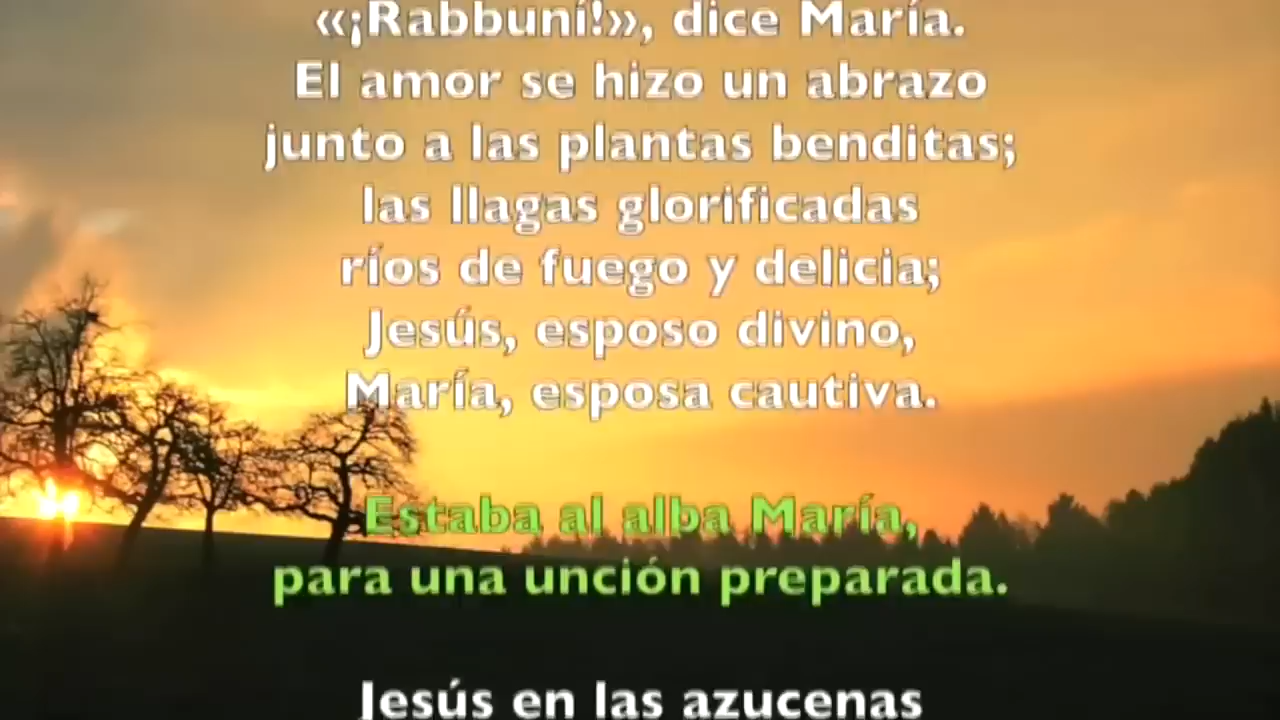 «¡Rabbuní!», dice María.
El amor se hizo un abrazo
junto a las plantas benditas;
las llagas glorificadas
ríos de fuego y delicia;
Jesús, esposo divino,
María, esposa cautiva.
Estaba al alba María,
para una unción preparada.
Jesús en las azucenas